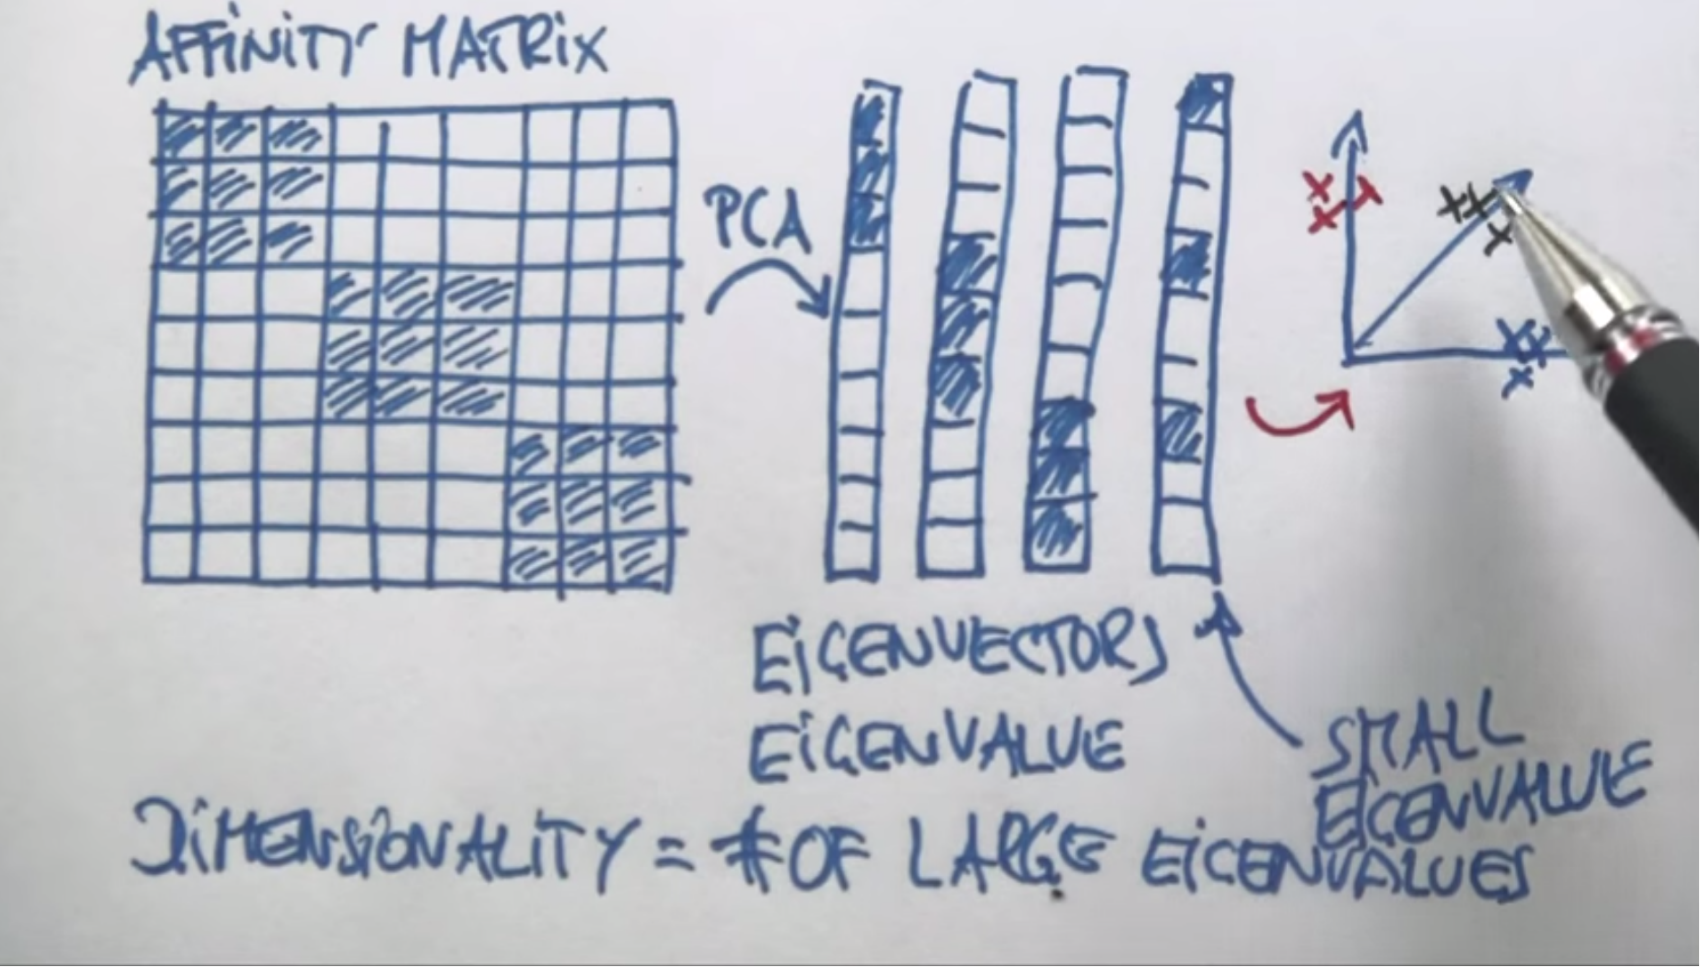 AFFINITY MATRIX
PCA
EIGENVECTORS
EIGENVALUE
SMALL
EIGENVALUE
DIMENSIONALITY = # OF LARGE EIGENVALUES